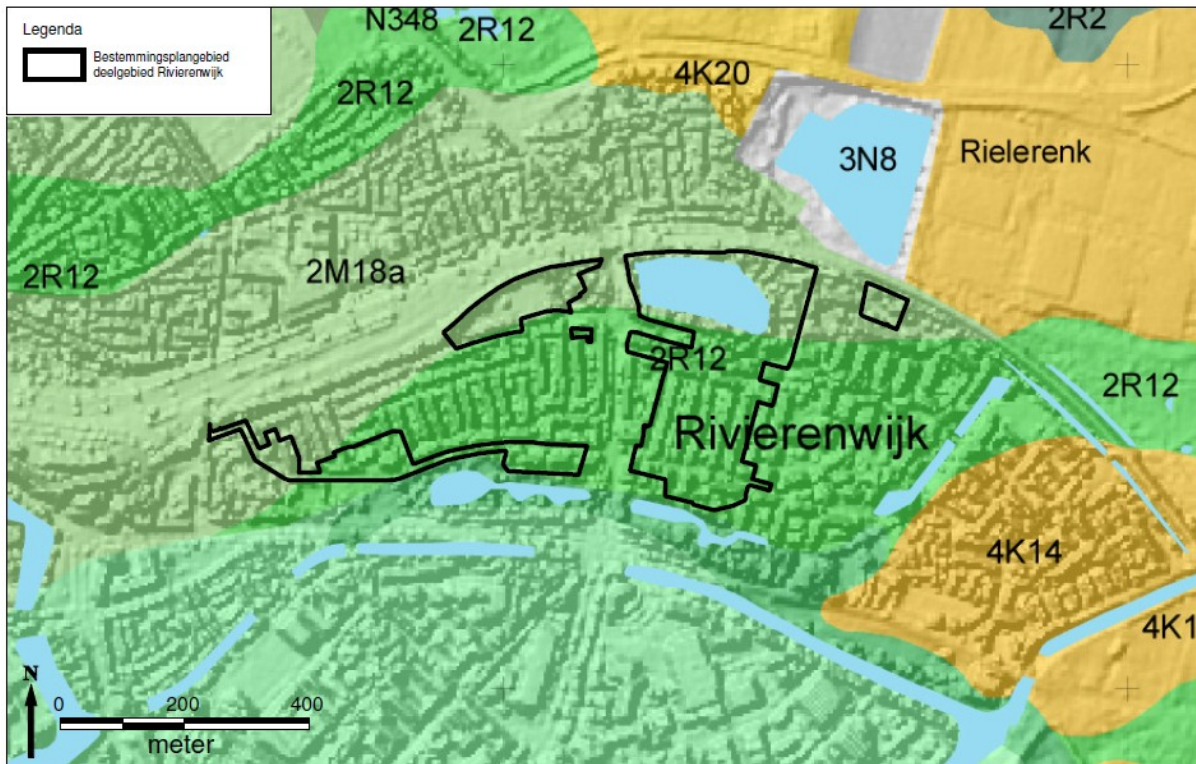 Legenda
Bestemmingsplangebied
deelgebied Rivierenwijk
N348
2R12
2R2
4K20
2R12
3N8
Rielerenk
2R12
2M18a
2R12
2R12
Rivierenwijk
4K14
4K1
N
0 200 400
meter